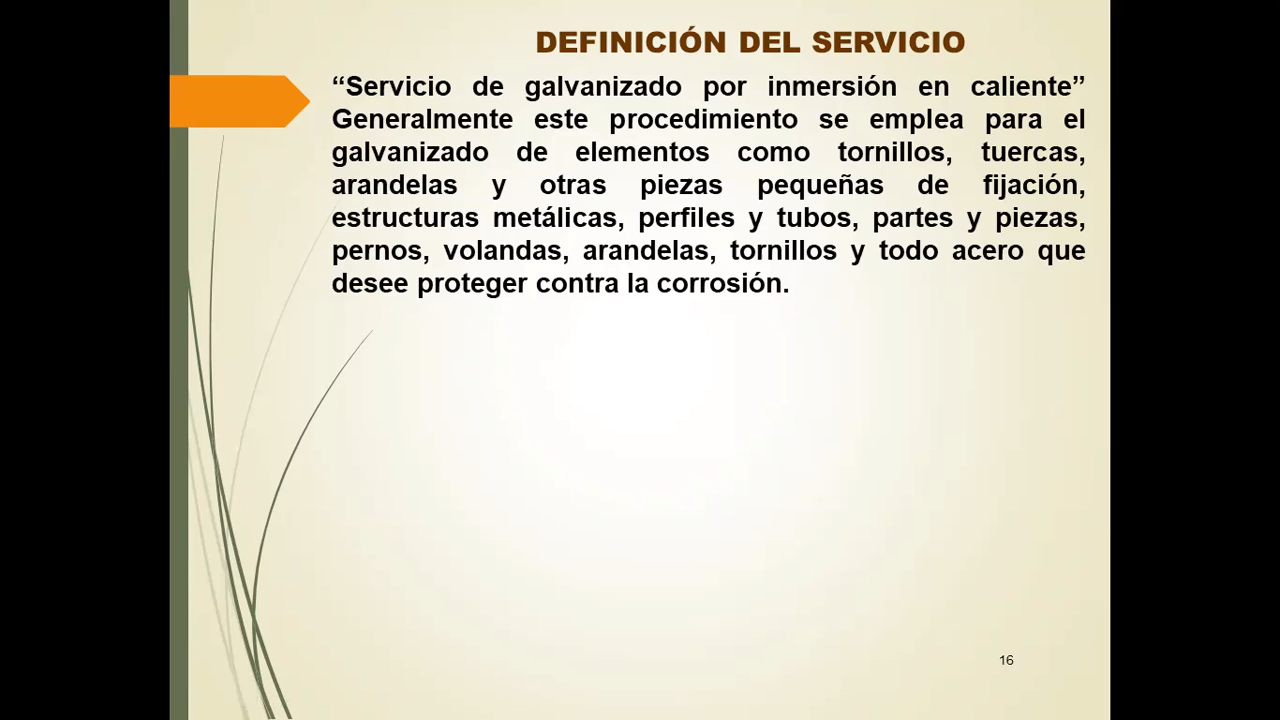 DEFINICIÓN DEL SERVICIO
“Servicio de galvanizado por inmersión en caliente”
Generalmente este procedimiento se emplea para el
galvanizado de elementos como tornillos, tuercas,
arandelas y otras piezas pequeñas de fijación,
estructuras metálicas, perfiles y tubos, partes y piezas,
pernos, volandas, arandelas, tornillos y todo acero que
desee proteger contra la corrosión.
16